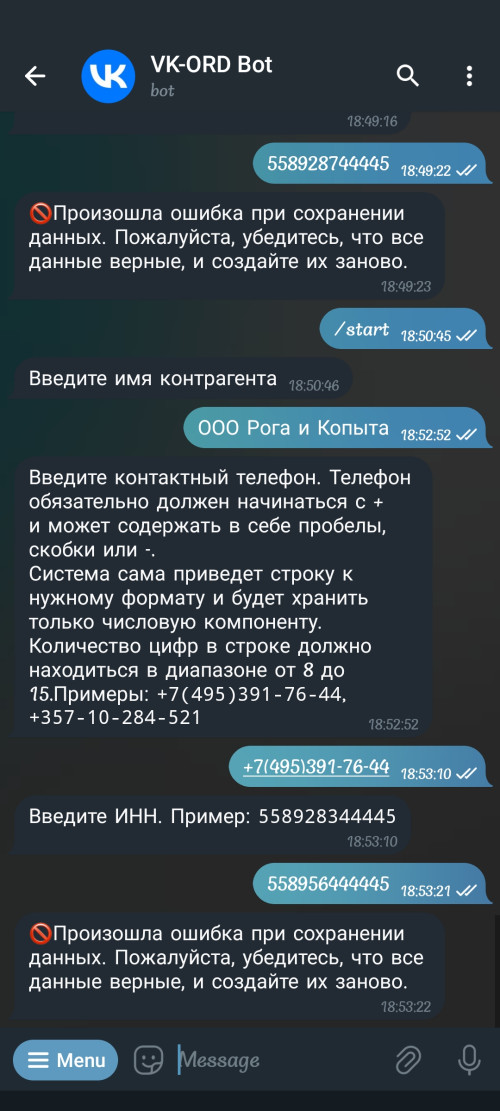 VK-ORD Bot
bot
18:49:16
558928744445 18:49:22
Произошла ошибка при сохранении
данных. Пожалуйста, убедитесь, что все
данные верные, и создайте их заново.
18:49:23
/start 18:50:45
Введите имя контрагента 18:50:46
ООО Рога и Копыта 18:52:52
Введите контактный телефон. Телефон
обязательно должен начинаться с +
и может содержать в себе пробелы,
скобки или -.
Система сама приведет строку к
нужному формату и будет хранить
только числовую компоненту.
Количество цифр в строке должно
находиться в диапазоне от 8 до
15.Примеры: +7(495)391-76-44,
+357-10-284-521
18:52:52
+7(495)391-76-44 18:53:10
Введите ИНН. Пример: 558928344445
18:53:10
558956444445 18:53:21
Произошла ошибка при сохранении
данных. Пожалуйста, убедитесь, что все
данные верные, и создайте их заново.
18:53:22
Menu
Message